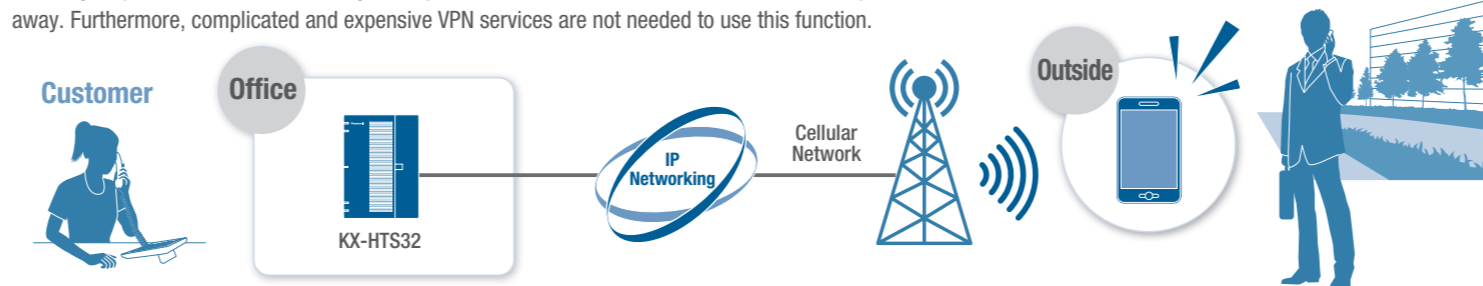 away. Furthermore, complicated and expensive VPN services are not needed to use this function.
Customer
Office
KX-HTS32
IP
Networking
Cellular
Network
Outside